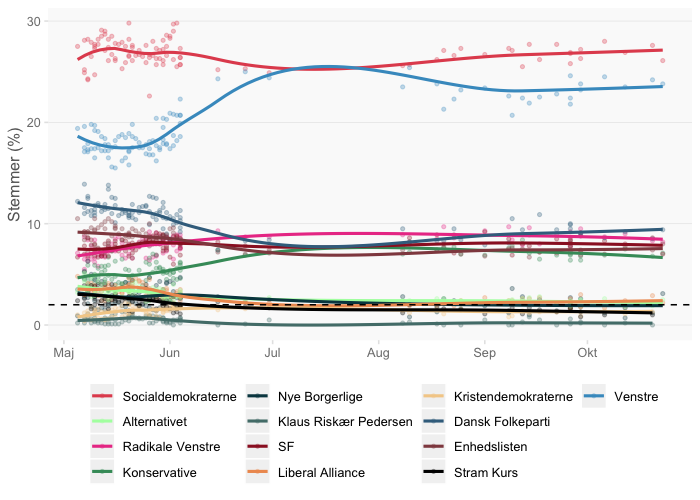 Stemmer (%)
30
20
10
0
Maj Jun Jul Aug Sep Okt
Socialdemokraterne Nye Borgerlige Kristendemokraterne Venstre
Alternativet Klaus Riskær Pedersen Dansk Folkeparti
Radikale Venstre SF Enhedslisten
Konservative Liberal Alliance Stram Kurs